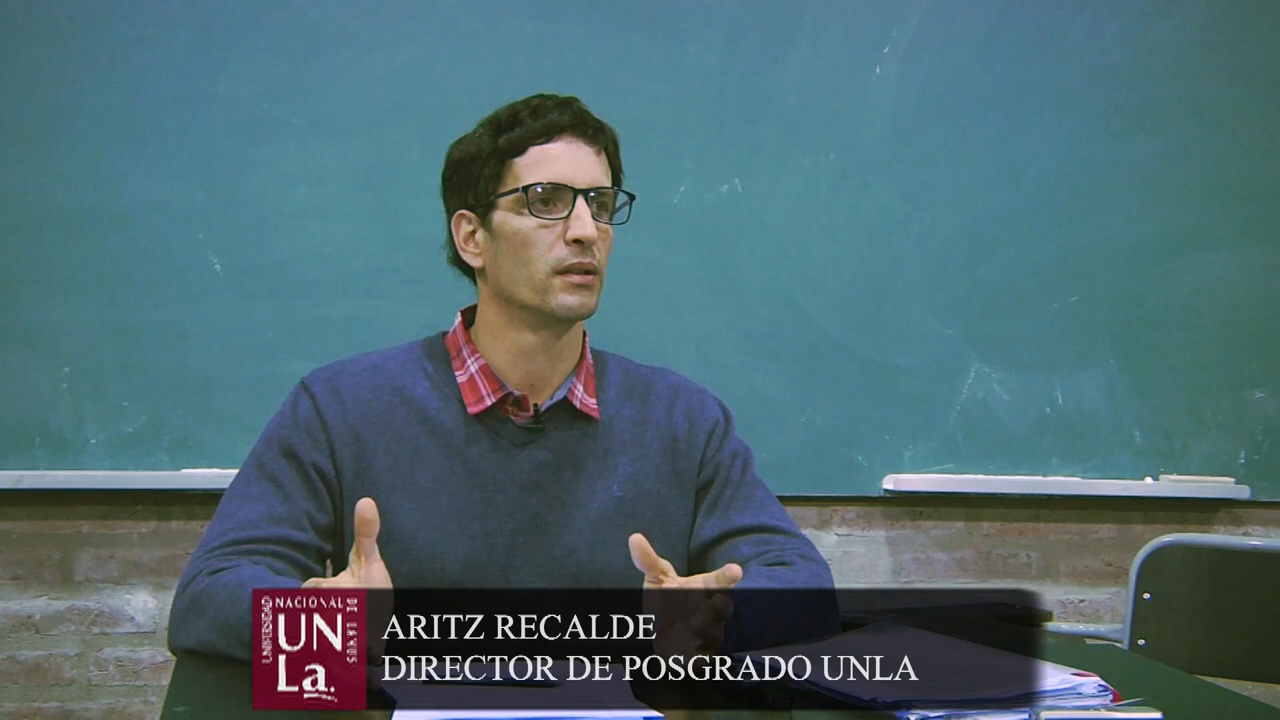 UNIVERSIDAD
NACIONAL
DE LANUS
UN
La.
ARITZ RECALDE
DIRECTOR DE POSGRADO UNLA